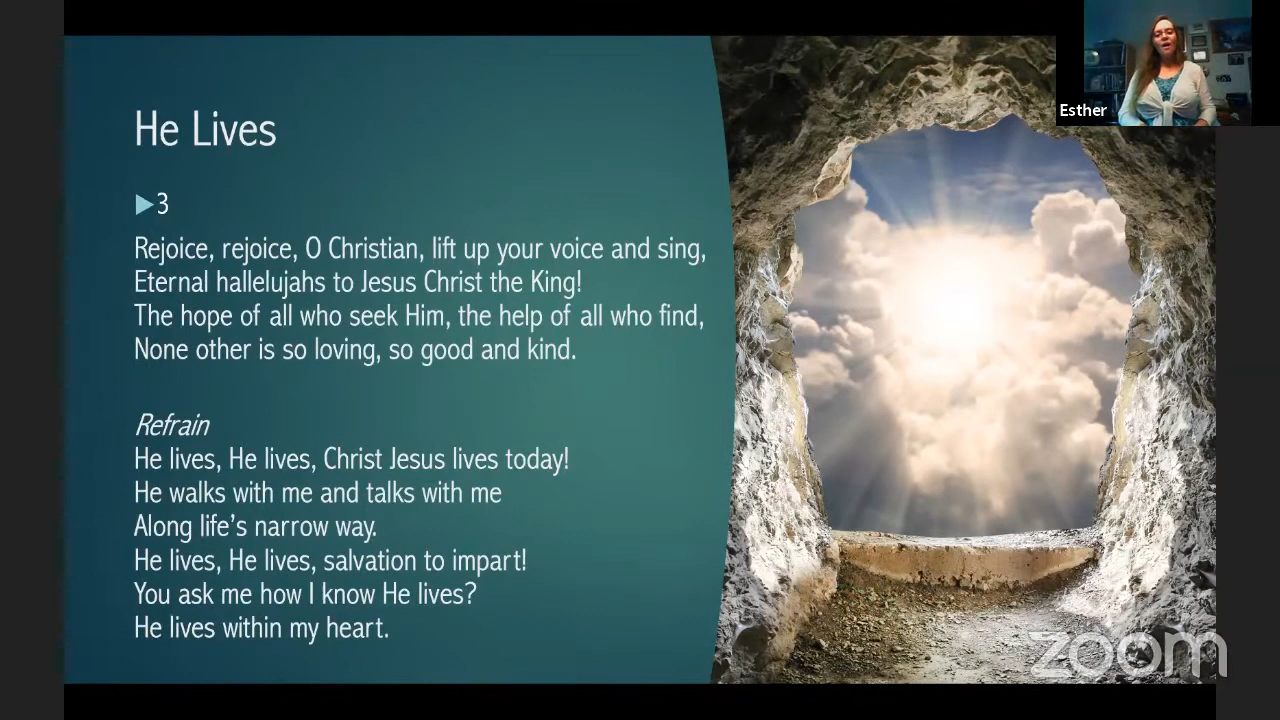 Esther
He Lives
3
Rejoice, rejoice, O Christian, lift up your voice and sing,
Eternal hallelujahs to Jesus Christ the King!
The hope of all who seek Him, the help of all who find,
None other is so loving, so good and kind.
Refrain
He lives, He lives, Christ Jesus lives today!
He walks with me and talks with me
Along life’s narrow way.
He lives, He lives, salvation to impart!
You ask me how I know He lives?
He lives within my heart.
zoom